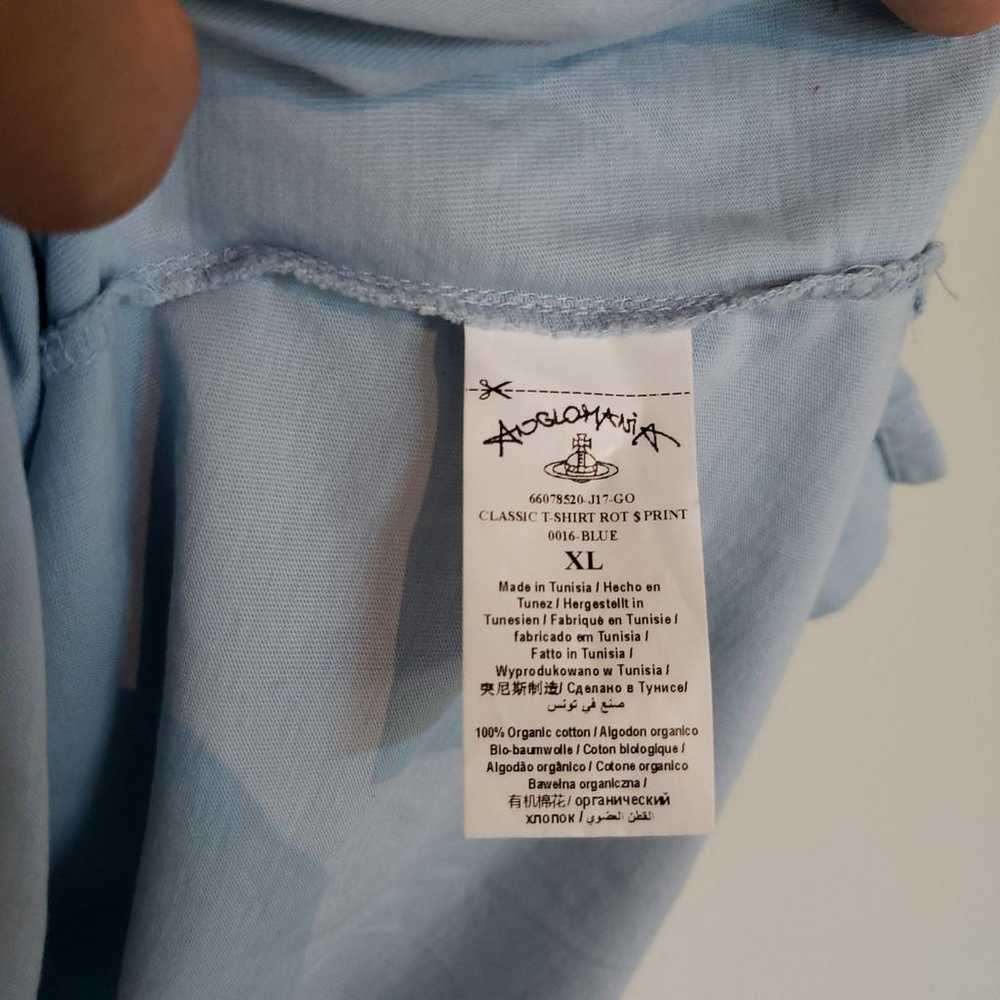 ANGLOMANIA
66078520-J17-GO
CLASSIC T-SHIRT ROT $ PRINT
0016-BLUE
XL
Made in Tunisia / Hecho en
Tunez / Hergestellt in
Tunesien / Fabriqué en Tunisie /
fabricado em Tunisia /
Fatto in Tunisia /
Wyprodukowano w Tunisia /
突尼斯制造/ Сделано в Тунисе/
صنع في تونس
100% Organic cotton / Algodon organico
Bio-baumwolle / Coton biologique /
Algodão orgânico / Cotone organico
Bawełna organiczna /
有机棉花/ органический
хлопок / القطن العضوي